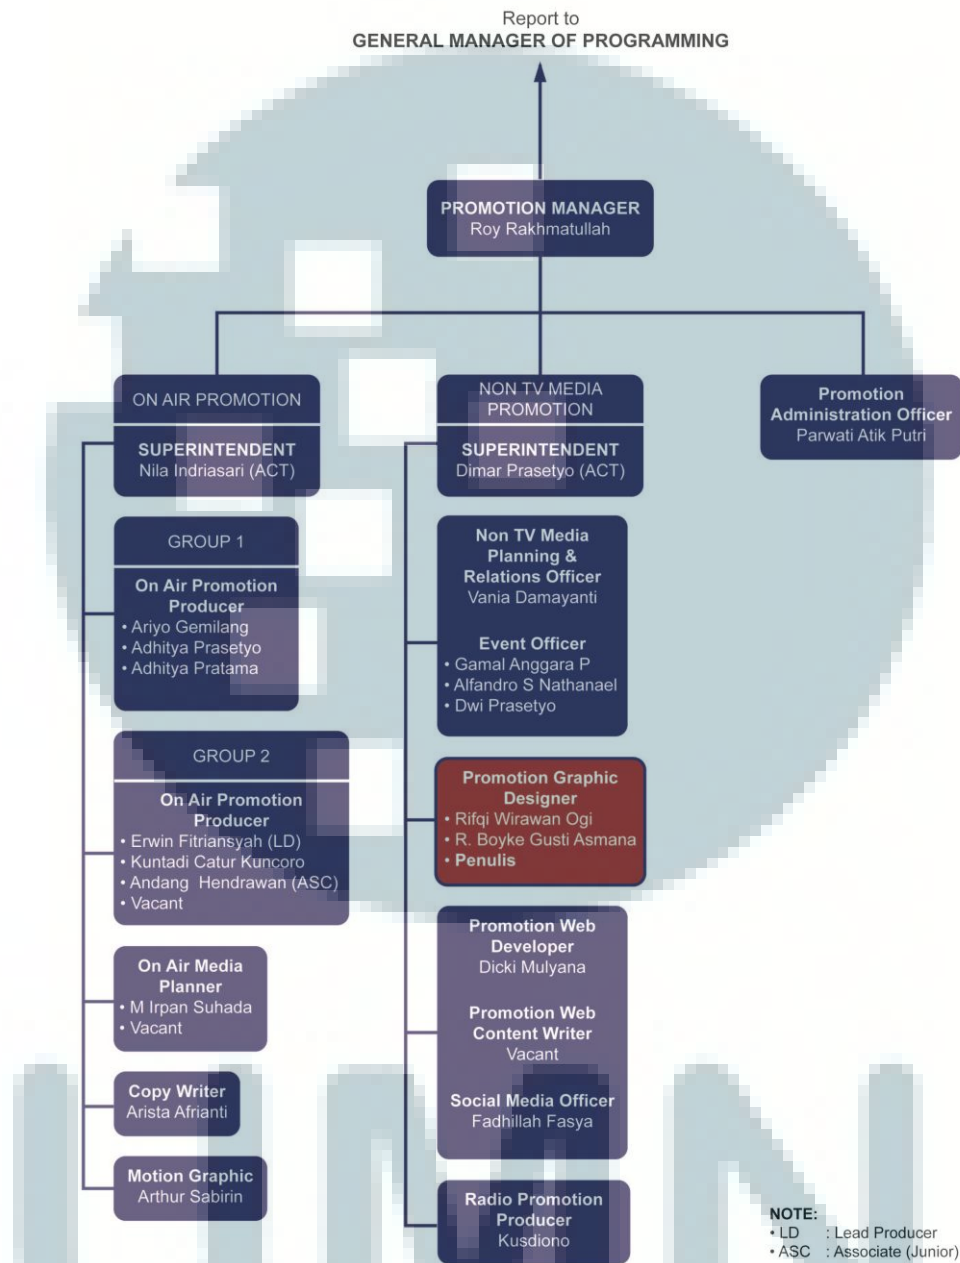 Report to
GENERAL MANAGER OF PROGRAMMING
PROMOTION MANAGER
Roy Rakhmatullah
ON AIR PROMOTION
SUPERINTENDENT
Nila Indriasari (ACT)
GROUP 1
On Air Promotion
Producer
• Ariyo Gemilang
• Adhitya Prasetyo
• Adhitya Pratama
GROUP 2
On Air Promotion
Producer
• Erwin Fitriansyah (LD)
• Kuntadi Catur Kuncoro
• Andang Hendrawan (ASC)
• Vacant
On Air Media
Planner
• M Irpan Suhada
• Vacant
Copy Writer
Arista Afrianti
Motion Graphic
Arthur Sabirin
NON TV MEDIA
PROMOTION
SUPERINTENDENT
Dimar Prasetyo (ACT)
Non TV Media
Planning &
Relations Officer
Vania Damayanti
Event Officer
• Gamal Anggara P
• Alfandro S Nathanael
• Dwi Prasetyo
Promotion Graphic
Designer
• Rifqi Wirawan Ogi
• R. Boyke Gusti Asmana
• Penulis
Promotion Web
Developer
Dicki Mulyana
Promotion Web
Content Writer
Vacant
Social Media Officer
Fadhillah Fasya
Radio Promotion
Producer
Kusdiono
Promotion
Administration Officer
Parwati Atik Putri
NOTE:
• LD : Lead Producer
• ASC : Associate (Junior)